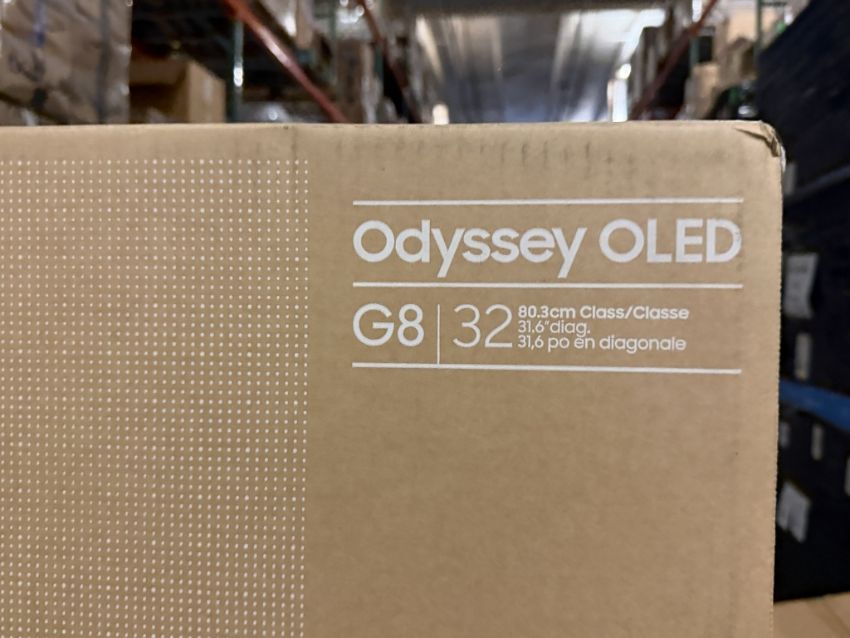 Odyssey OLED
G8 32
80.3cm Class/Classe
31.6"diag.
31,6 po en diagonale